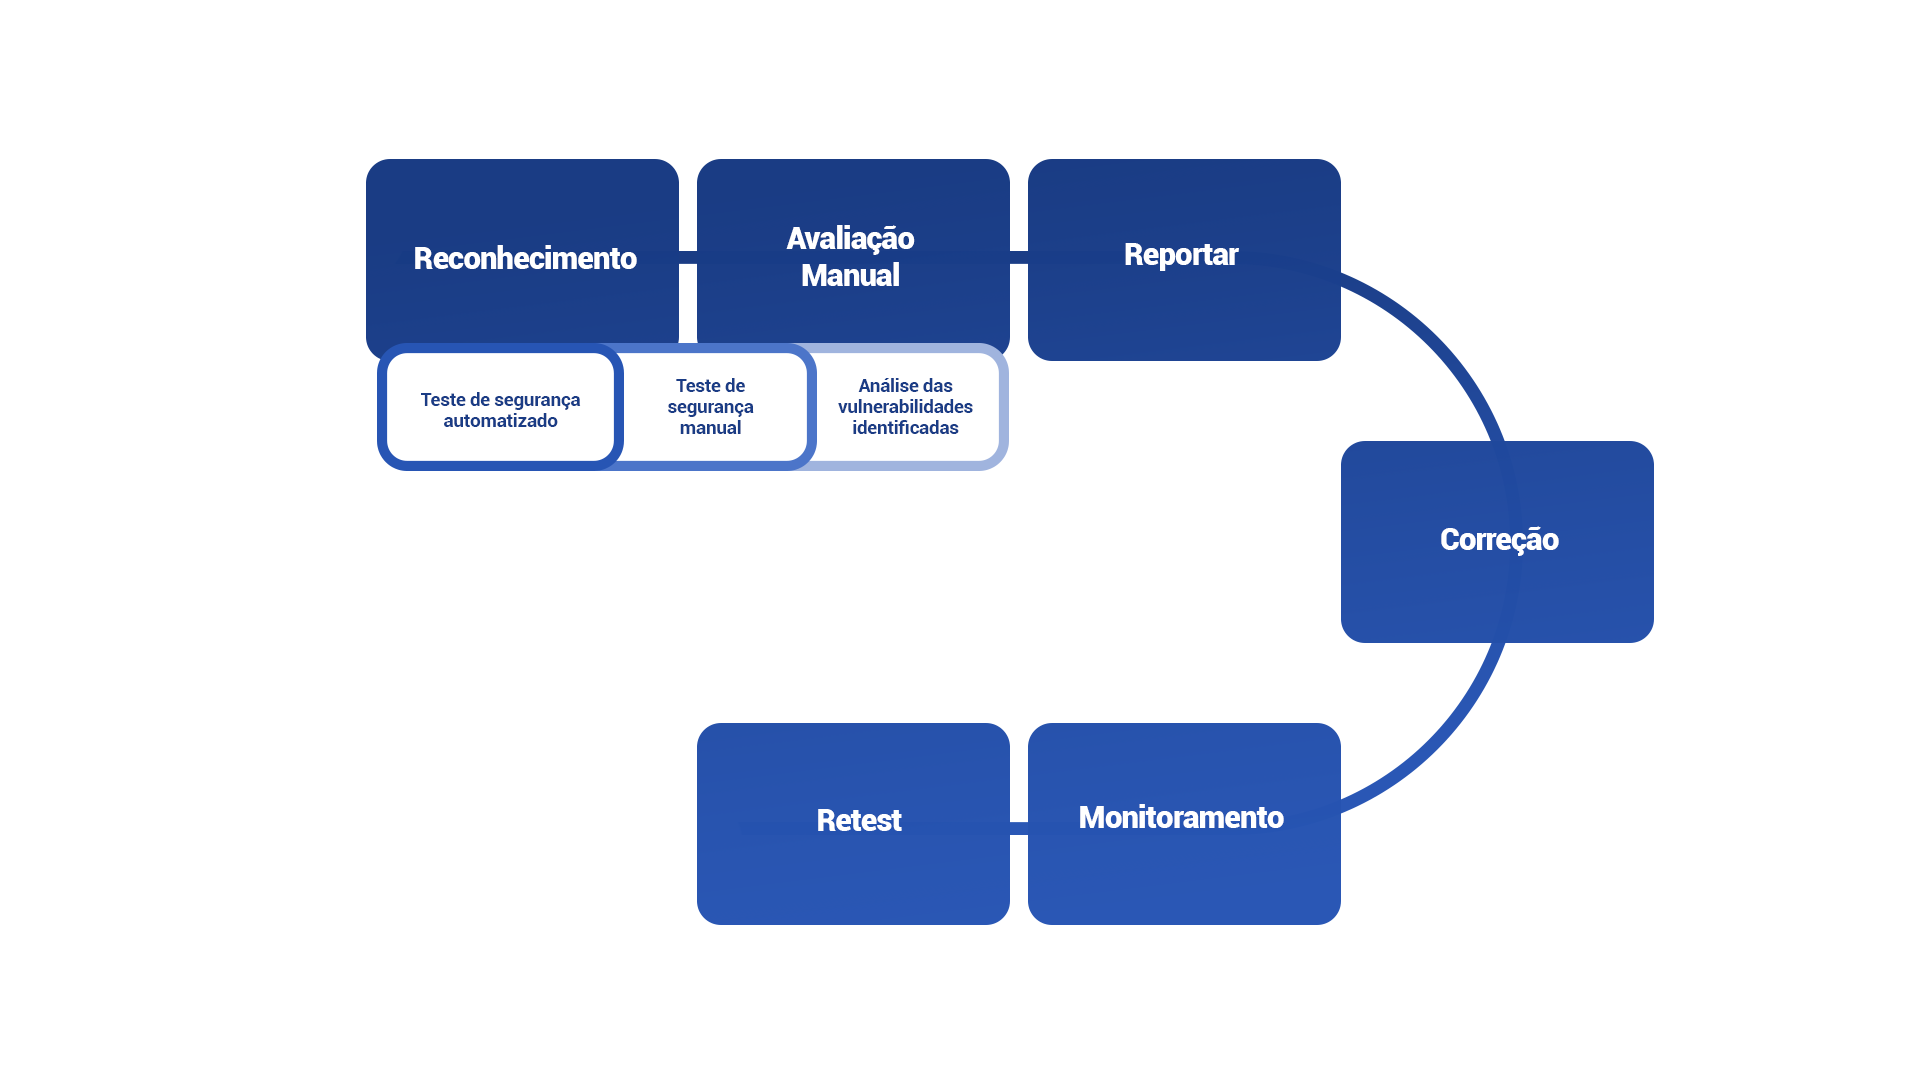 Reconhecimento
Avaliação
Manual
Reportar
Teste de segurança
automatizado
Teste de
segurança
manual
Análise das
vulnerabilidades
identificadas
Correção
Retest
Monitoramento